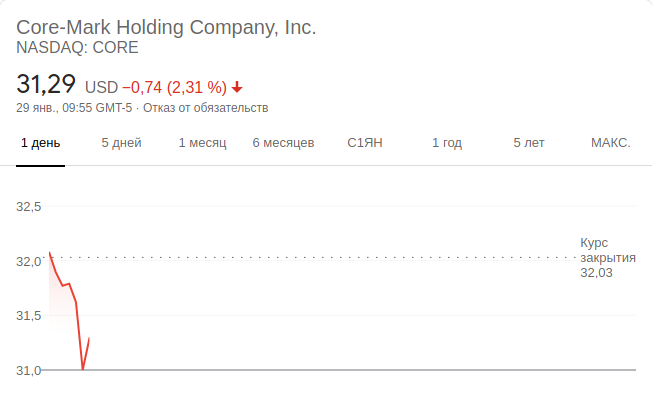 Core-Mark Holding Company, Inc.
NASDAQ: CORE
31,29 USD −0,74 (2,31 %)
29 янв., 09:55 GMT-5 · Отказ от обязательств
1 день 5 дней 1 месяц 6 месяцев С1ЯН 1 год 5 лет МАКС.
32,5
32,0
31,5
31,0
Курс
закрытия
32,03